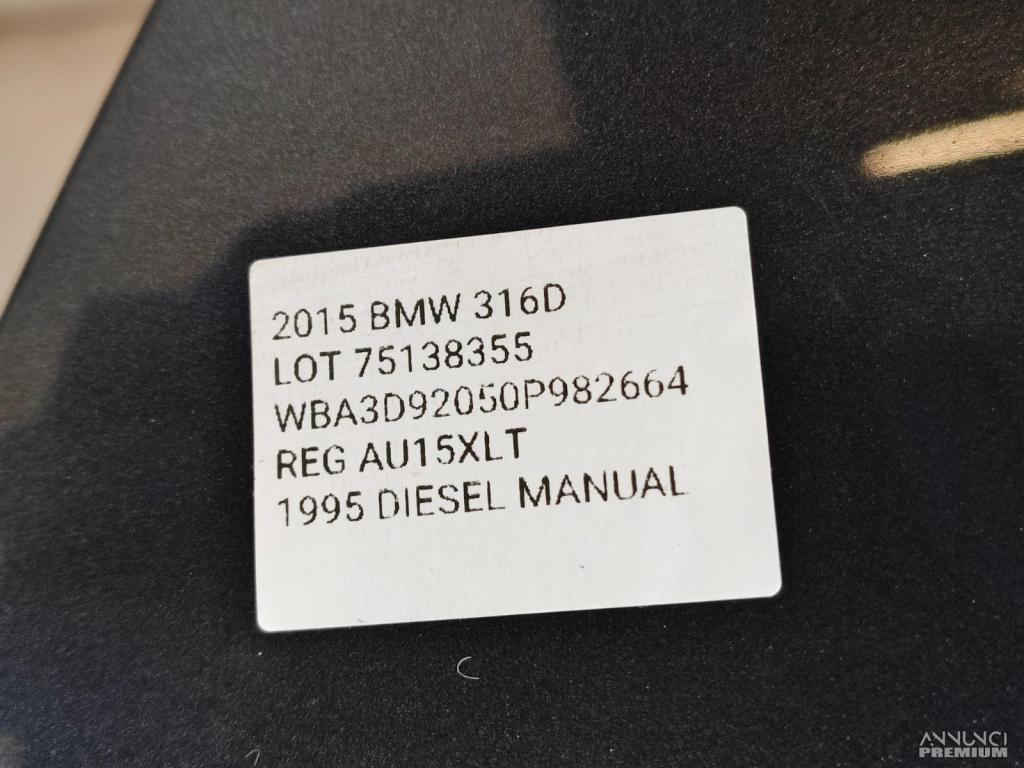 2015 BMW 316D
LOT 75138355
WBA3D92050P982664
REG AU15XLT
1995 DIESEL MANUAL
ANNUNCI
PREMIUM